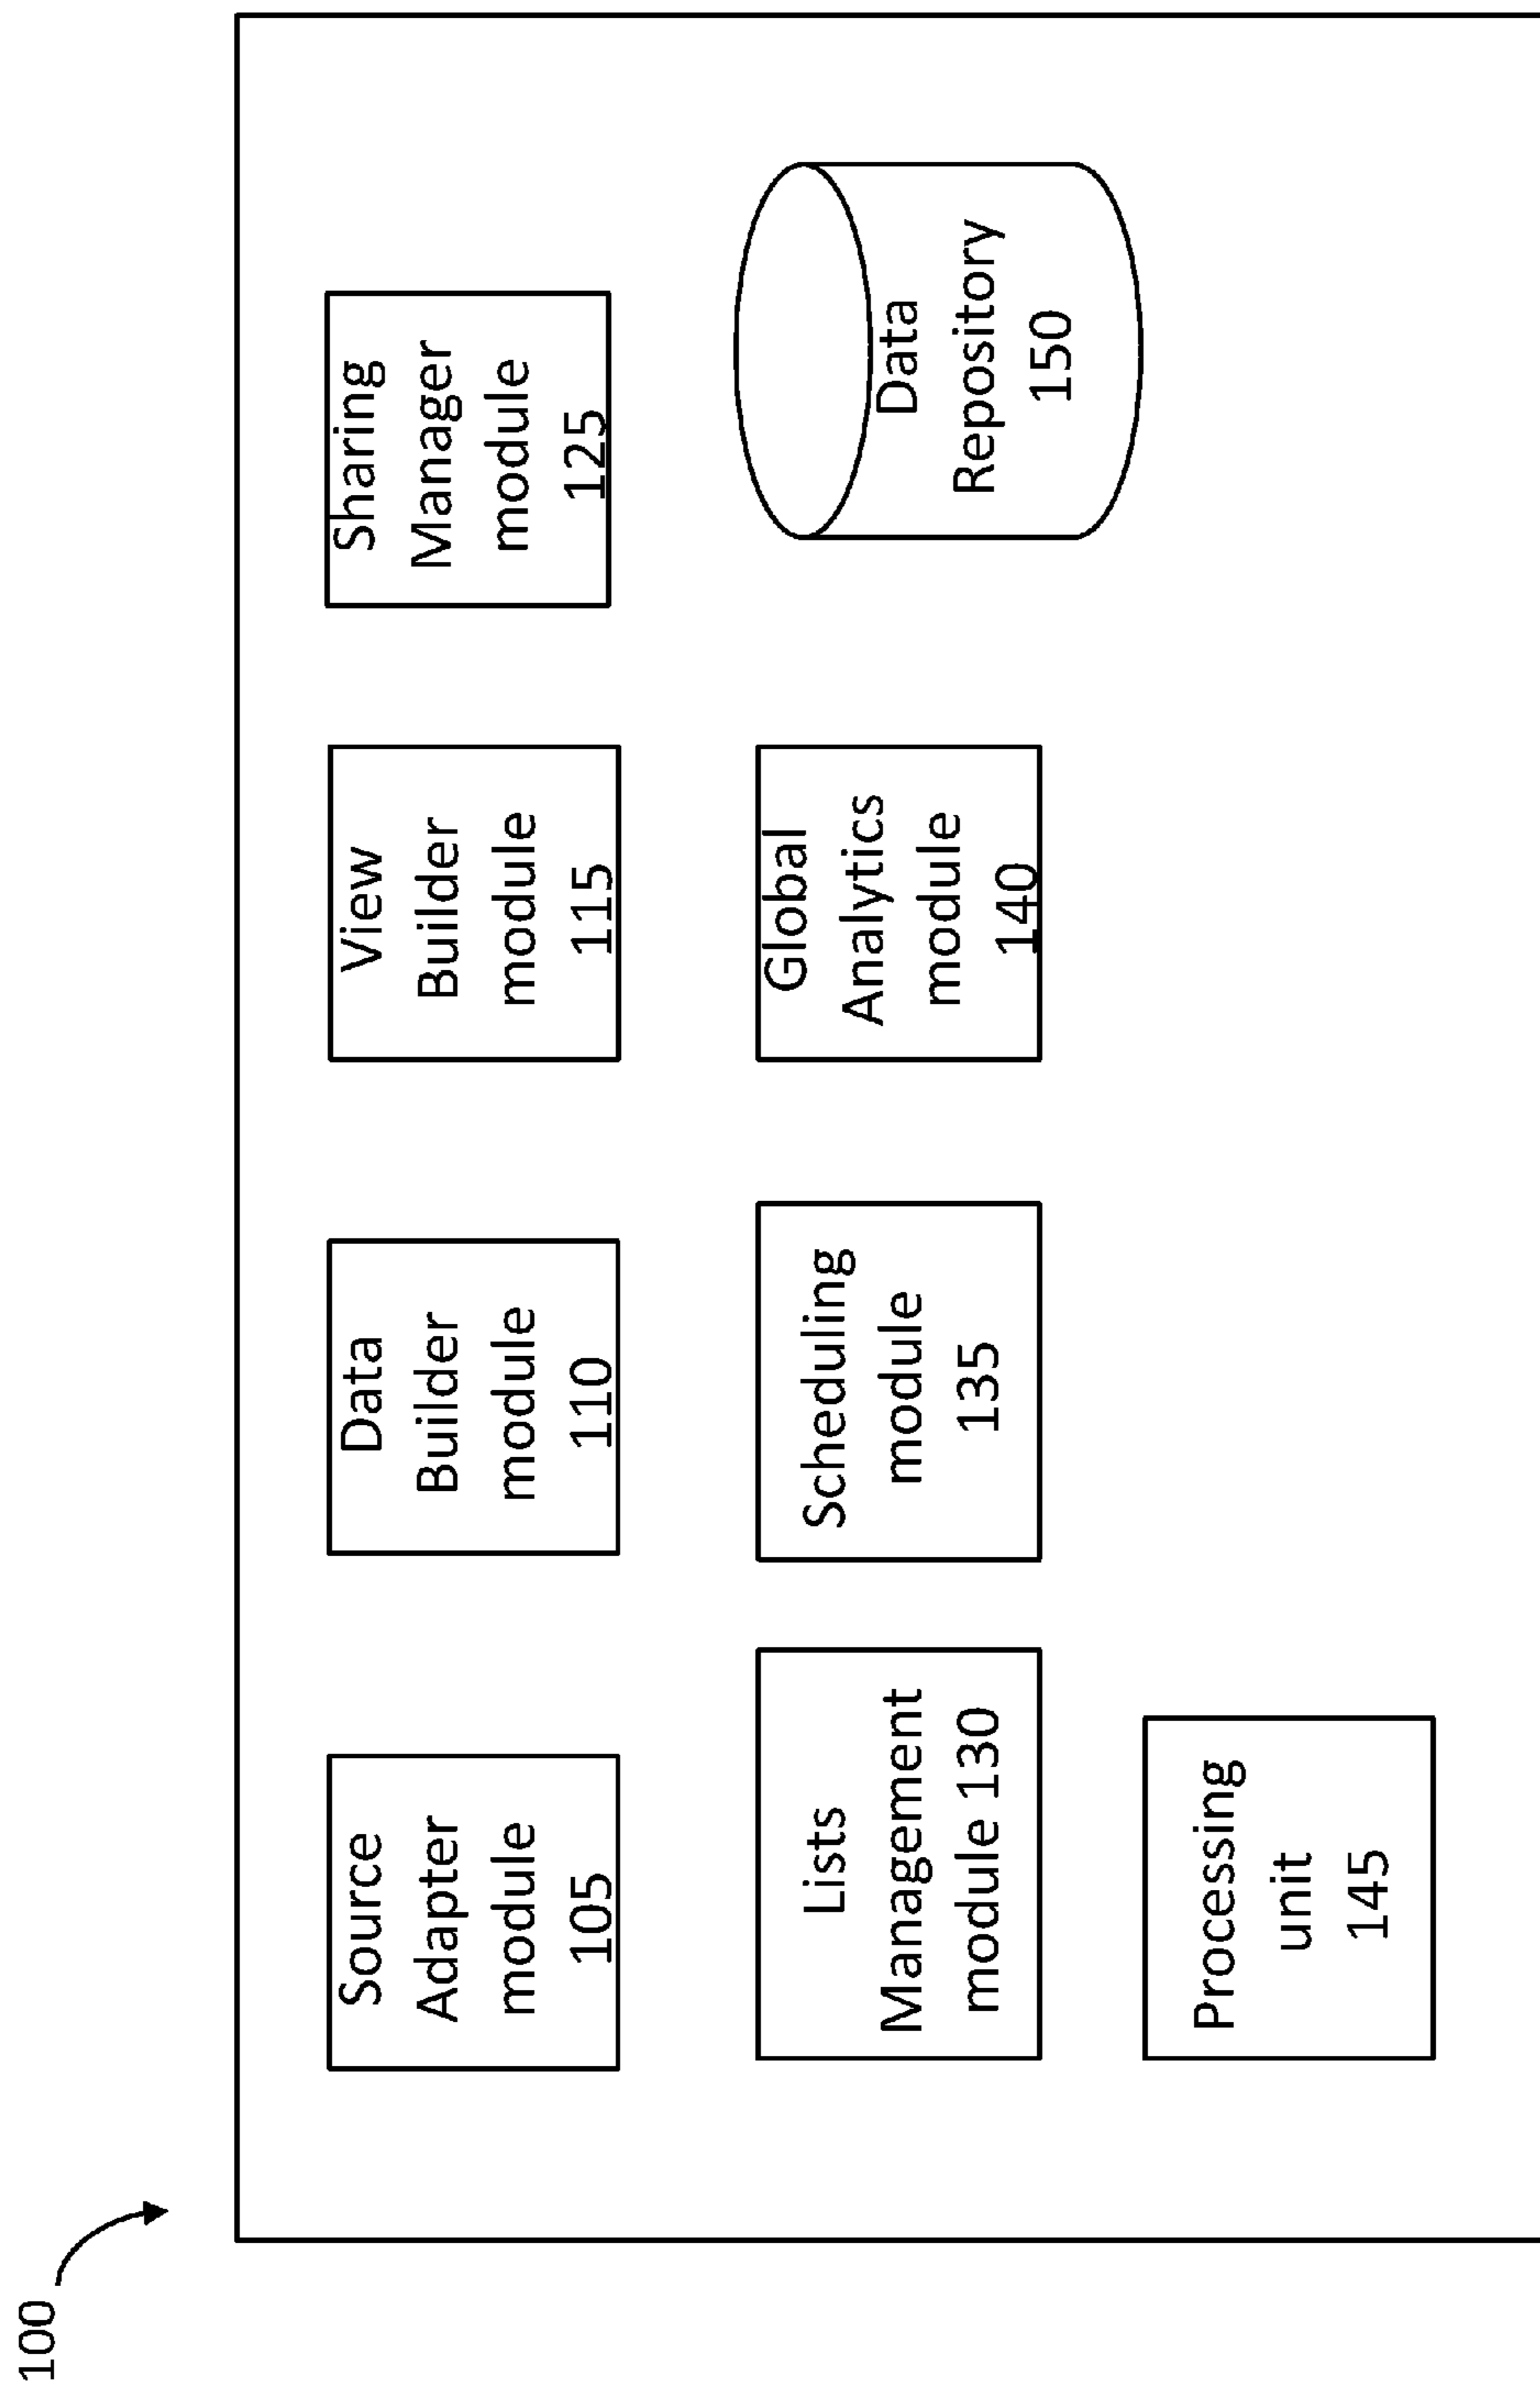 100
Source
Adapter
module
105
Data
Builder
module
110
View
Builder
module
115
Sharing
Manager
module
125
Lists
Management
module 130
Scheduling
module
135
Global
Analytics
module
140
Data
Repository
150
Processing
unit
145